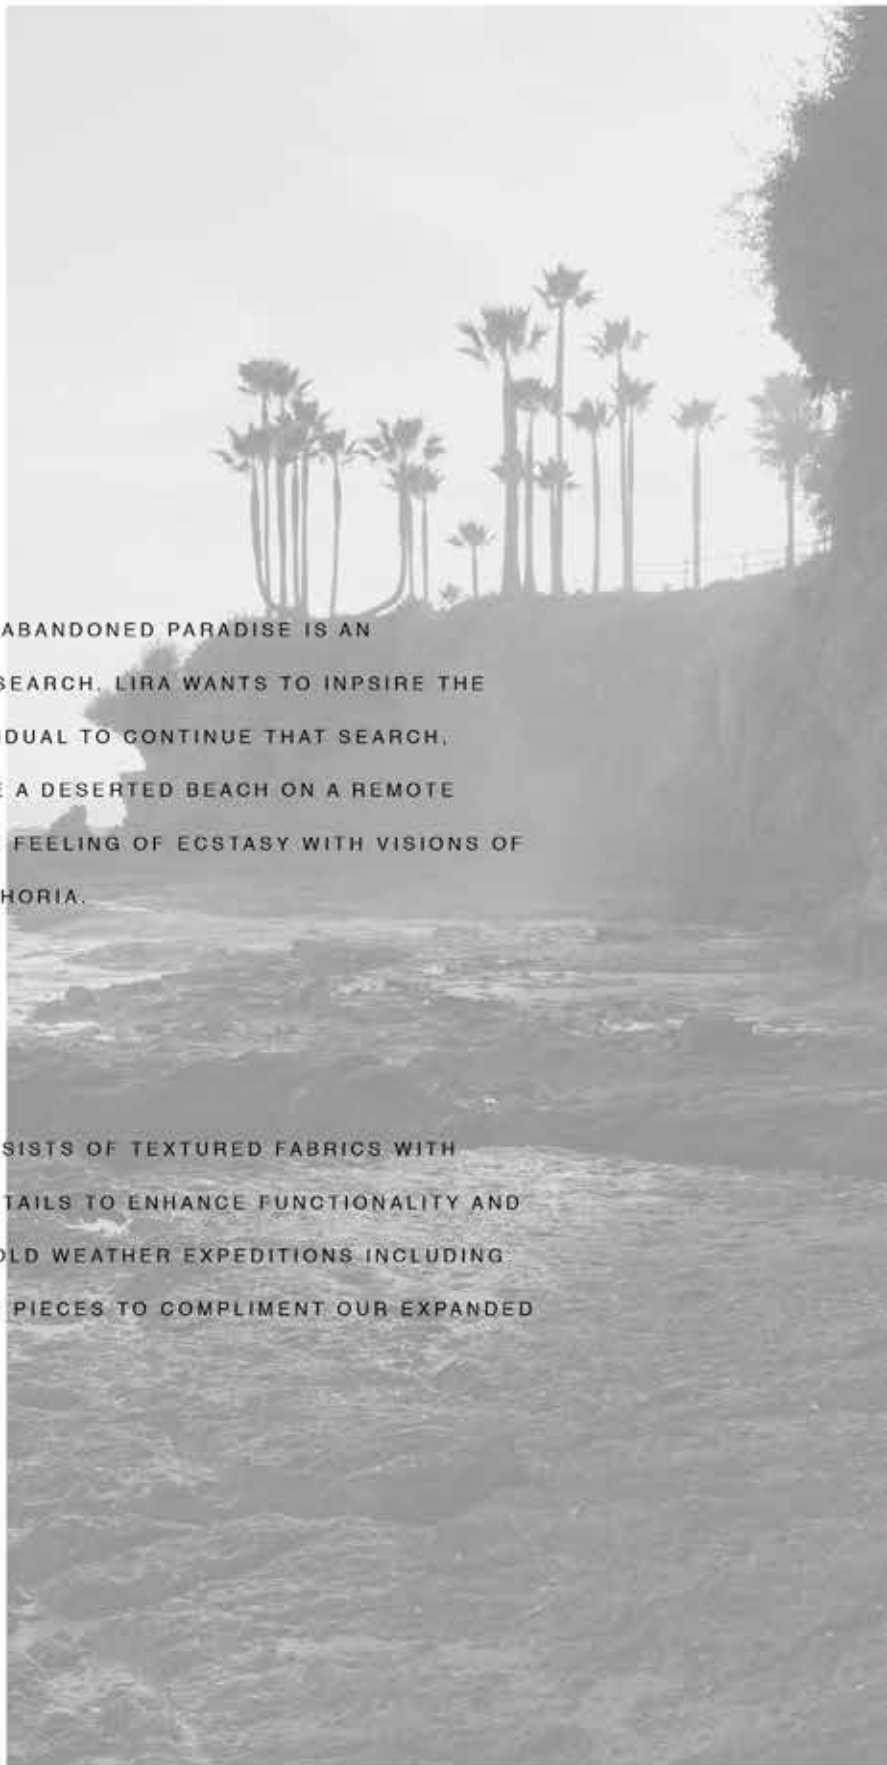 ABANDONED PARADISE IS AN
SEARCH. LIRA WANTS TO INPSIRE THE
DUAL TO CONTINUE THAT SEARCH,
A DESERTED BEACH ON A REMOTE
FEELING OF ECSTASY WITH VISIONS OF
HORIA.
SISTS OF TEXTURED FABRICS WITH
TAILS TO ENHANCE FUNCTIONALITY AND
OLD WEATHER EXPEDITIONS INCLUDING
PIECES TO COMPLIMENT OUR EXPANDED